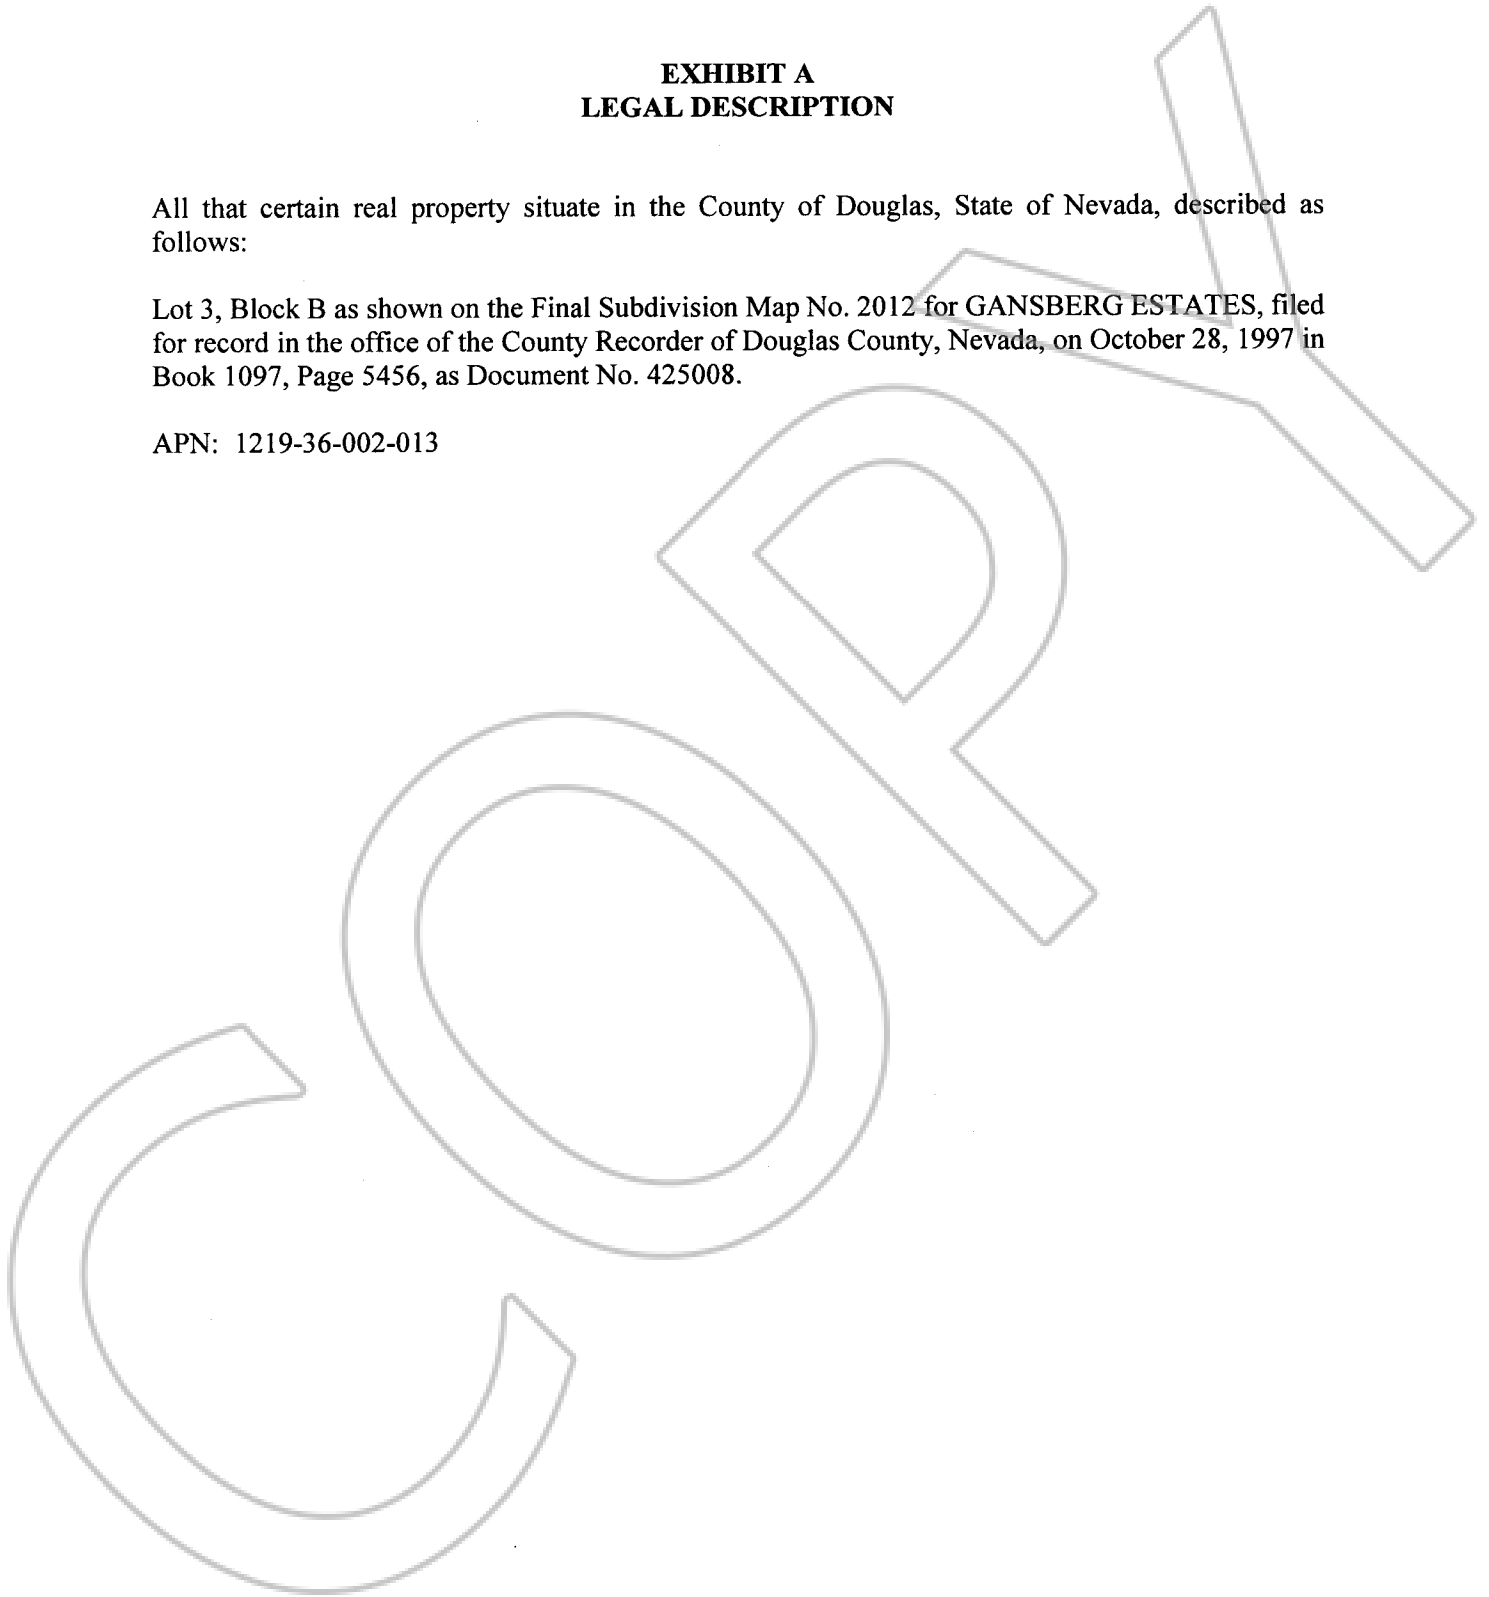 EXHIBIT A
LEGAL DESCRIPTION
All that certain real property situate in the County of Douglas, State of Nevada, described as
follows:
Lot 3, Block B as shown on the Final Subdivision Map No. 2012 for GANSBERG ESTATES, filed
for record in the office of the County Recorder of Douglas County, Nevada, on October 28, 1997 in
Book 1097, Page 5456, as Document No. 425008.
APN: 1219-36-002-013
COPY